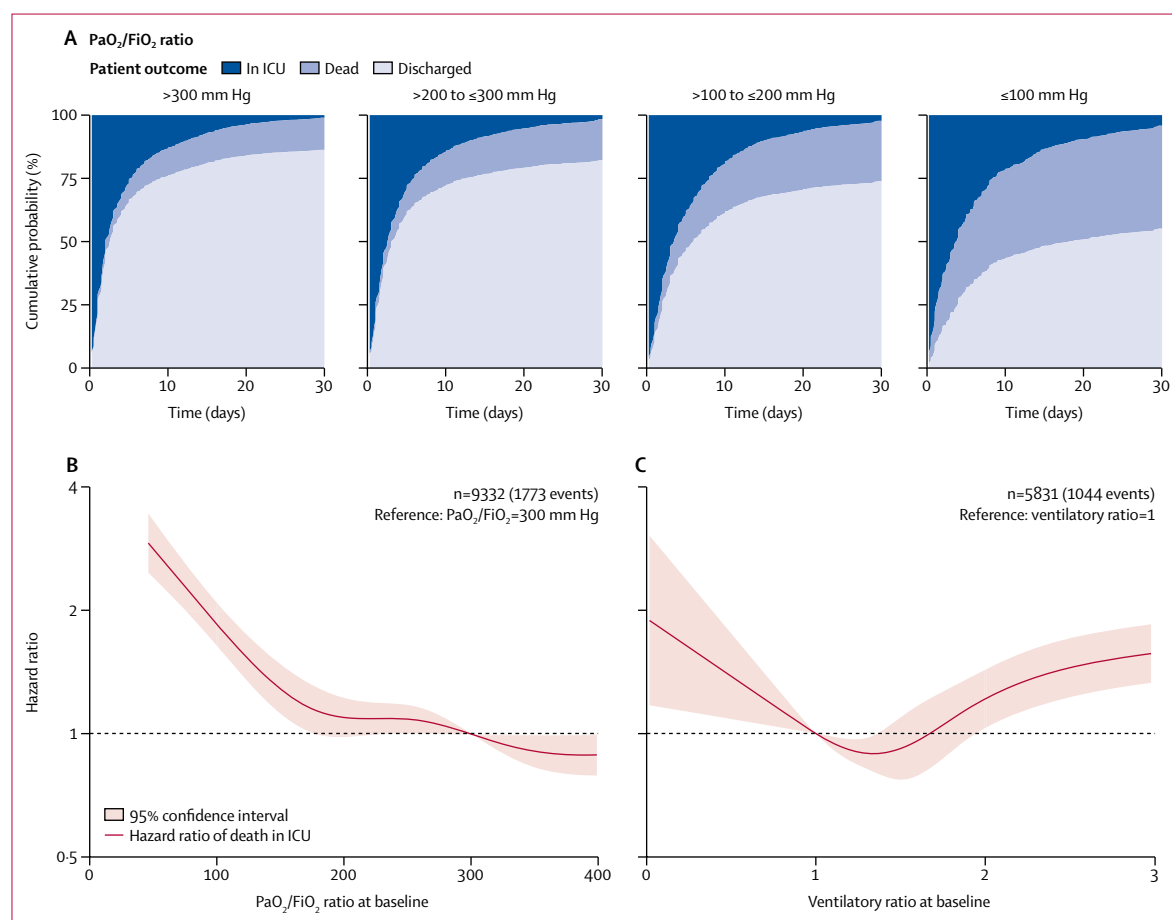 A PaO₂/FiO₂ ratio
Patient outcome In ICU Dead Discharged
>300 mm Hg >200 to ≤300 mm Hg >100 to ≤200 mm Hg ≤100 mm Hg
Cumulative probability (%)
100
75
50
25
0
0 10 20 30 0 10 20 30 0 10 20 30 0 10 20 30
Time (days) Time (days) Time (days) Time (days)
B
n=9332 (1773 events)
Reference: PaO₂/FiO₂=300 mm Hg
Hazard ratio
4
2
1
0·5
95% confidence interval
Hazard ratio of death in ICU
0 100 200 300 400
PaO₂/FiO₂ ratio at baseline
C
n=5831 (1044 events)
Reference: ventilatory ratio=1
0 1 2 3
Ventilatory ratio at baseline